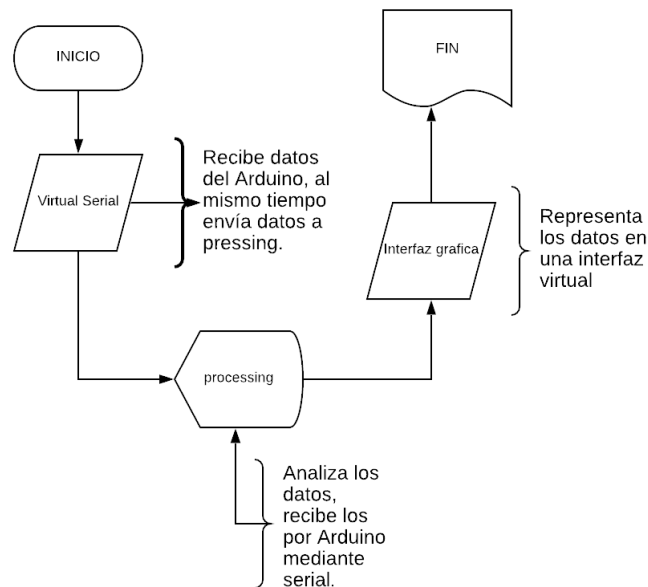 INICIO
Virtual Serial
Recibe datos
del Arduino, al
mismo tiempo
envía datos a
pressing.
processing
Analiza los
datos,
recibe los
por Arduino
mediante
serial.
Interfaz grafica
Representa
los datos en
una interfaz
virtual
FIN